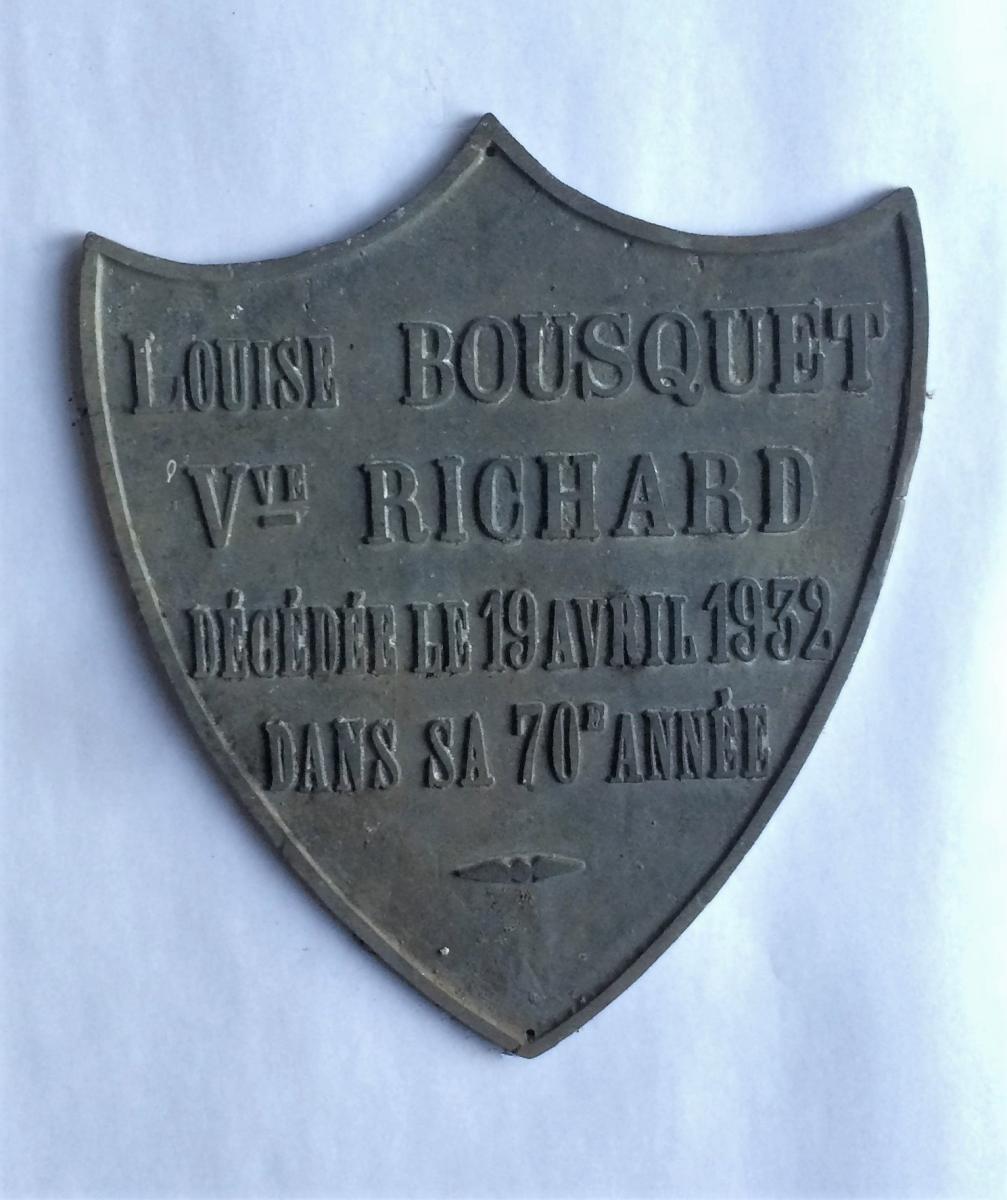 LOUISE BOUSQUET
VVE RICHARD
DÉCÉDÉE LE 19 AVRIL 1932
DANS SA 70E ANNÉE